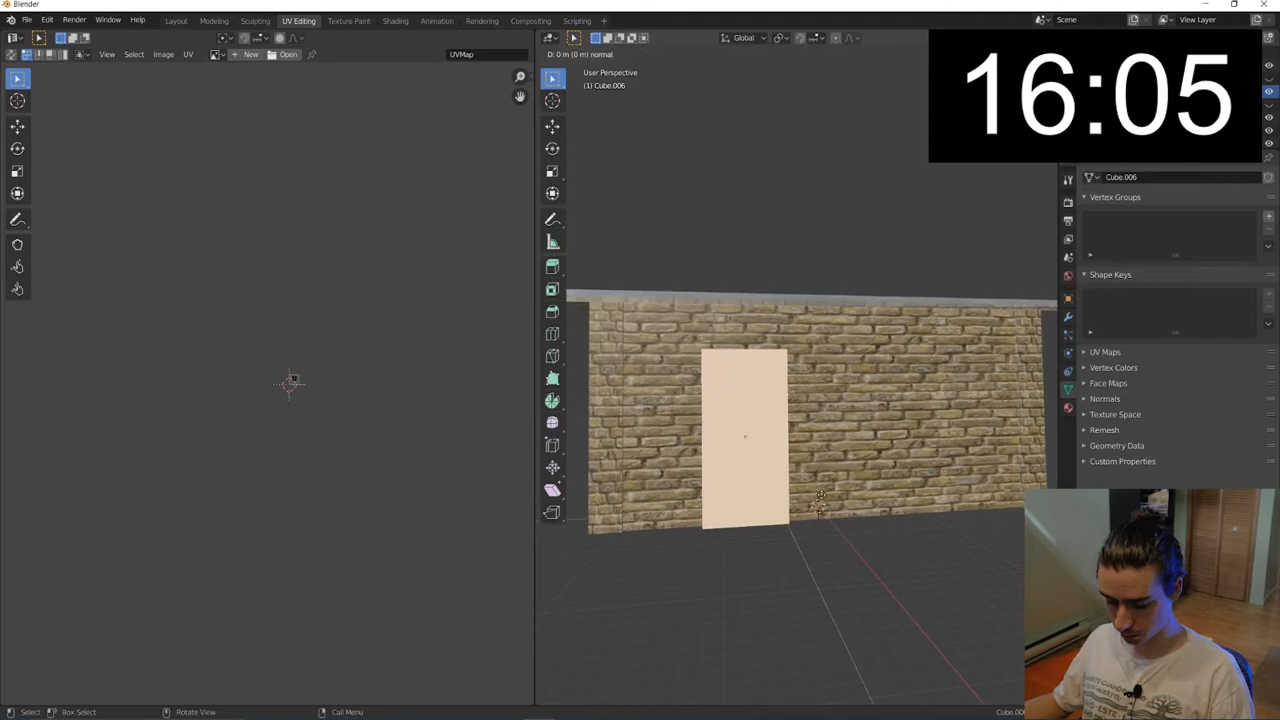 Blender
File Edit Render Window Help
Layout Modeling Sculpting UV Editing Texture Paint Shading Animation Rendering Compositing Scripting +
Scene
View Layer
View Select Image UV
New
Open
UVMap
Global
D: 0 m (0 m) normal
User Perspective
(1) Cube.006
16:05
Cube.006
Vertex Groups
Shape Keys
UV Maps
Vertex Colors
Face Maps
Normals
Texture Space
Remesh
Geometry Data
Custom Properties
Select Box Select Rotate View Call Menu